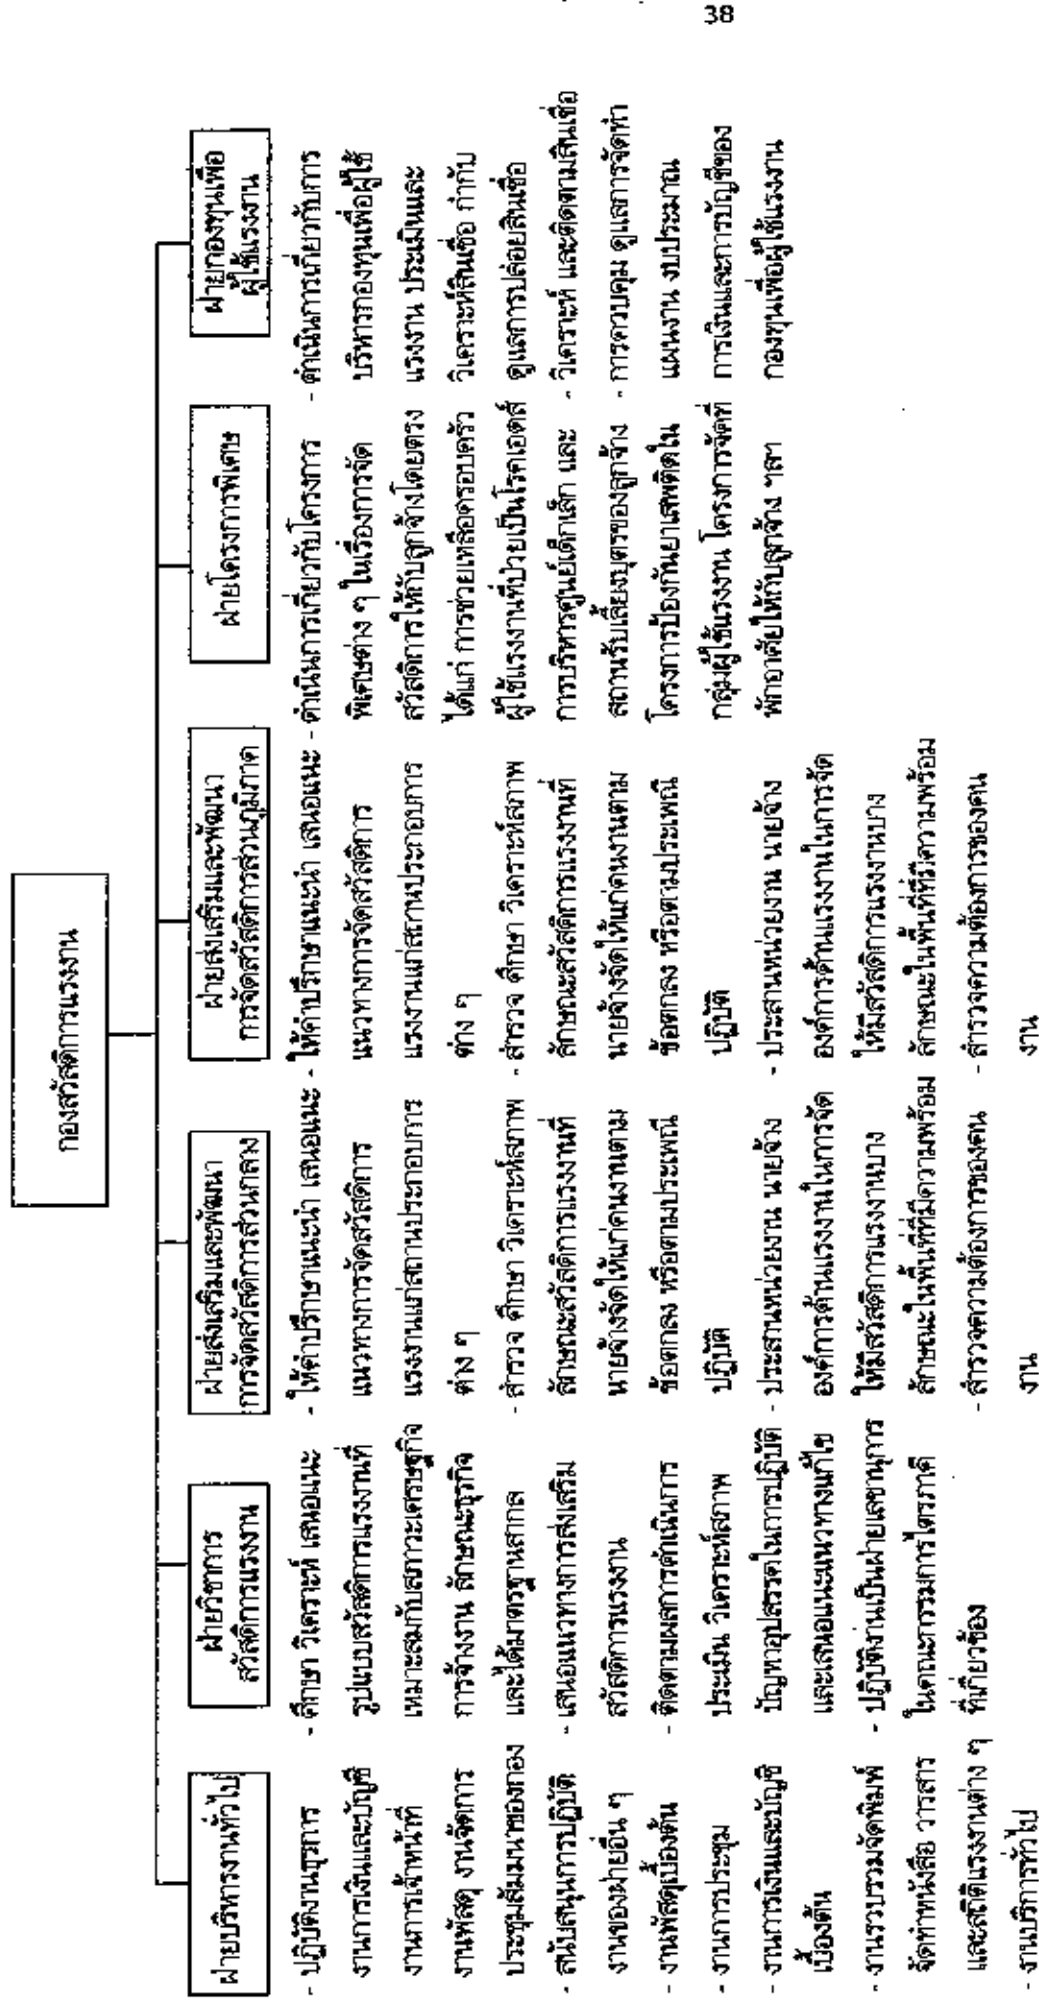 38
กองสวัสดิการแรงงาน
ฝ่ายบริหารงานทั่วไป
- ปฏิบัติงานธุรการ
งานการเงินและบัญชี
งานการเจ้าหน้าที่
งานพัสดุ งานจัดการ
ประชุมสัมมนาของกอง
- สนับสนุนการปฏิบัติ
งานของฝ่ายอื่น ๆ
- งานพัสดุเบื้องต้น
- งานการประชุม
- งานการเงินและบัญชี
เบื้องต้น
- งานรวบรวมจัดพิมพ์
จัดทำหนังสือ วารสาร
และสถิติแรงงานต่าง ๆ
- งานบริการทั่วไป
ฝ่ายวิชาการ
สวัสดิการแรงงาน
- ศึกษา วิเคราะห์ เสนอแนะ
รูปแบบสวัสดิการแรงงานที่
เหมาะสมกับสภาวะเศรษฐกิจ
การจ้างงาน ลักษณะธุรกิจ
และได้มาตรฐานสากล
- เสนอแนวทางการส่งเสริม
สวัสดิการแรงงาน
- ติดตามผลการดำเนินการ
ประเมิน วิเคราะห์สภาพ
ปัญหาอุปสรรคในการปฏิบัติ
และเสนอแนะแนวทางแก้ไข
- ปฏิบัติงานเป็นฝ่ายเลขานุการ
ในคณะกรรมการไตรภาคี
ที่เกี่ยวข้อง
ฝ่ายส่งเสริมและพัฒนา
การจัดสวัสดิการส่วนกลาง
- ให้คำปรึกษาแนะนำ เสนอแนะ
แนวทางการจัดสวัสดิการ
แรงงานแก่สถานประกอบการ
ต่าง ๆ
- สำรวจ ศึกษา วิเคราะห์สภาพ
ลักษณะสวัสดิการแรงงานที่
นายจ้างจัดให้แก่คนงานตาม
ข้อตกลง หรือตามประเพณี
ปฏิบัติ
- ประสานหน่วยงาน นายจ้าง
องค์การด้านแรงงานในการจัด
ให้มีสวัสดิการแรงงานบาง
ลักษณะในพื้นที่ที่มีความพร้อม
- สำรวจความต้องการของคน
งาน
ฝ่ายส่งเสริมและพัฒนา
การจัดสวัสดิการส่วนภูมิภาค
- ให้คำปรึกษาแนะนำ เสนอแนะ
แนวทางการจัดสวัสดิการ
แรงงานแก่สถานประกอบการ
ต่าง ๆ
- สำรวจ ศึกษา วิเคราะห์สภาพ
ลักษณะสวัสดิการแรงงานที่
นายจ้างจัดให้แก่คนงานตาม
ข้อตกลง หรือตามประเพณี
ปฏิบัติ
- ประสานหน่วยงาน นายจ้าง
องค์การด้านแรงงานในการจัด
ให้มีสวัสดิการแรงงานบาง
ลักษณะในพื้นที่ที่มีความพร้อม
- สำรวจความต้องการของคน
งาน
ฝ่ายโครงการพิเศษ
- ดำเนินการเกี่ยวกับโครงการ
พิเศษต่าง ๆ ในเรื่องการจัด
สวัสดิการให้กับลูกจ้างโดยตรง
ได้แก่ การช่วยเหลือครอบครัว
ผู้ใช้แรงงานที่ป่วยเป็นโรคเอดส์
การบริหารศูนย์เด็กเล็ก และ
สถานรับเลี้ยงบุตรของลูกจ้าง
โครงการป้องกันยาเสพติดใน
กลุ่มผู้ใช้แรงงาน โครงการจัดที่
พักอาศัยให้กับลูกจ้าง ฯลฯ
ฝ่ายกองทุนเพื่อ
ผู้ใช้แรงงาน
- ดำเนินการเกี่ยวกับการ
บริหารกองทุนเพื่อผู้ใช้
แรงงาน ประเมินและ
วิเคราะห์สินเชื่อ กำกับ
ดูแลการปล่อยสินเชื่อ
- วิเคราะห์ และติดตามสินเชื่อ
- การควบคุม ดูแลการจัดทำ
แผนงาน งบประมาณ
การเงินและการบัญชีของ
กองทุนเพื่อผู้ใช้แรงงาน